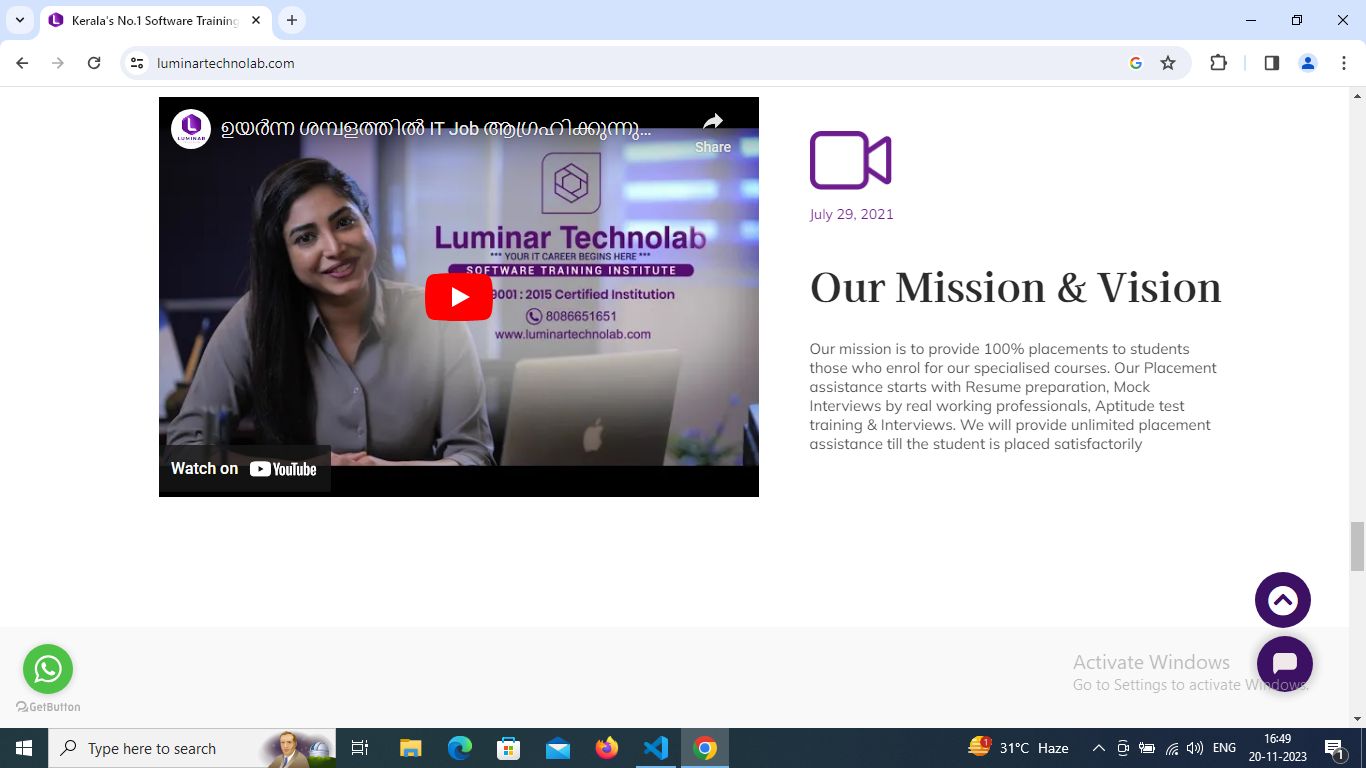 Kerala's No.1 Software Training
luminartechnolab.com
LUMINAR
ഉയർന്ന ശമ്പളത്തിൽ IT Job ആഗ്രഹിക്കുന്നു...
Share
Luminar Technolab
*** YOUR IT CAREER BEGINS HERE ***
SOFTWARE TRAINING INSTITUTE
9001 : 2015 Certified Institution
8086651651
www.luminartechnolab.com
Watch on YouTube
July 29, 2021
Our Mission & Vision
Our mission is to provide 100% placements to students
those who enrol for our specialised courses. Our Placement
assistance starts with Resume preparation, Mock
Interviews by real working professionals, Aptitude test
training & Interviews. We will provide unlimited placement
assistance till the student is placed satisfactorily
GetButton
Activate Windows
Go to Settings to activate Windows.
Type here to search
1
31°C Haze
ENG
16:49
20-11-2023
1